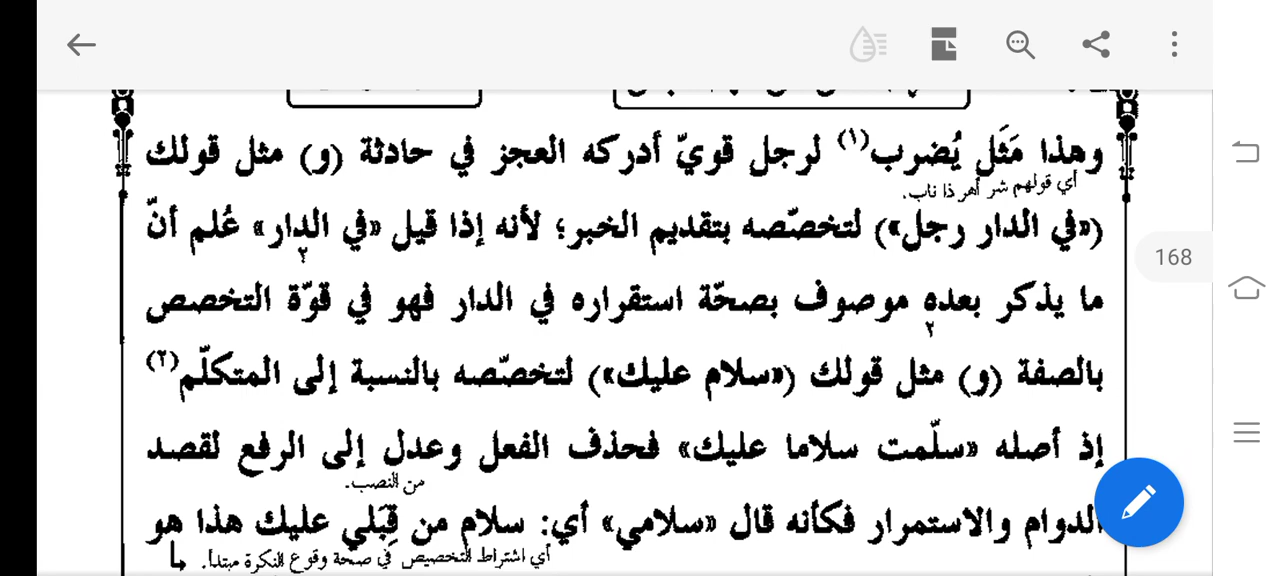 وهذا مَثَل يُضرب(١) لرجل قويّ أدركه العجز في حادثة (و) مثل قولك
أي قولهم شر أهر ذا ناب.
(«في الدار رجل») لتخصّصه بتقديم الخبر؛ لأنه إذا قيل «في الدار» عُلم أنّ
٢
168
ما يذكر بعده موصوف بصحّة استقراره في الدار فهو في قوّة التخصص
٢
بالصفة (و) مثل قولك («سلام عليك») لتخصّصه بالنسبة إلى المتكلّم(٢)
إذ أصله «سلّمت سلاما عليك» فحذف الفعل وعدل إلى الرفع لقصد
من النصب.
الدوام والاستمرار فكأنه قال «سلامي» أي: سلام من قِبَلي عليك هذا هو
أي اشتراط التخصيص في صحة وقوع النكرة مبتدأ.